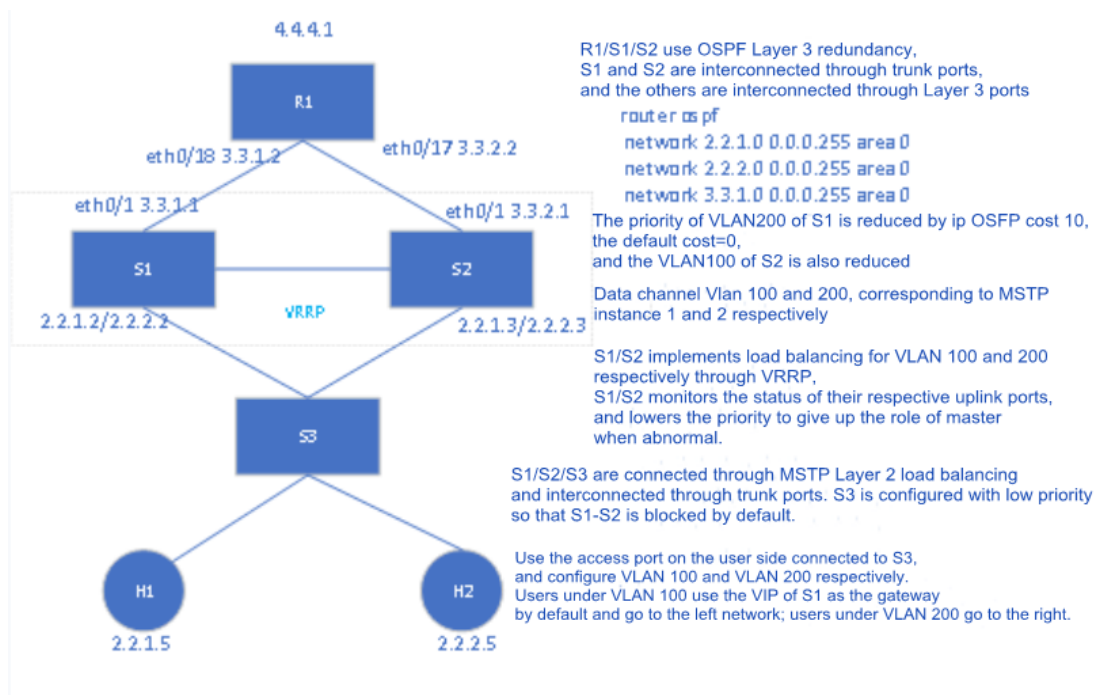 4.4.4.1
R1/S1/S2 use OSPF Layer 3 redundancy,
S1 and S2 are interconnected through trunk ports,
and the others are interconnected through Layer 3 ports
R1
router ospf
network 2.2.1.0 0.0.0.255 area 0
network 2.2.2.0 0.0.0.255 area 0
network 3.3.1.0 0.0.0.255 area 0
eth0/18 3.3.1.2
eth0/17 3.3.2.2
eth0/1 3.3.1.1
eth0/1 3.3.2.1
The priority of VLAN200 of S1 is reduced by ip OSFP cost 10,
the default cost=0,
and the VLAN100 of S2 is also reduced
S1
S2
VRRP
Data channel Vlan 100 and 200, corresponding to MSTP
instance 1 and 2 respectively
2.2.1.2/2.2.2.2
2.2.1.3/2.2.2.3
S1/S2 implements load balancing for VLAN 100 and 200
respectively through VRRP,
S1/S2 monitors the status of their respective uplink ports,
and lowers the priority to give up the role of master
when abnormal.
S3
S1/S2/S3 are connected through MSTP Layer 2 load balancing
and interconnected through trunk ports. S3 is configured with low priority
so that S1-S2 is blocked by default.
Use the access port on the user side connected to S3,
and configure VLAN 100 and VLAN 200 respectively.
Users under VLAN 100 use the VIP of S1 as the gateway
by default and go to the left network; users under VLAN 200 go to the right.
H1
H2
2.2.1.5
2.2.2.5